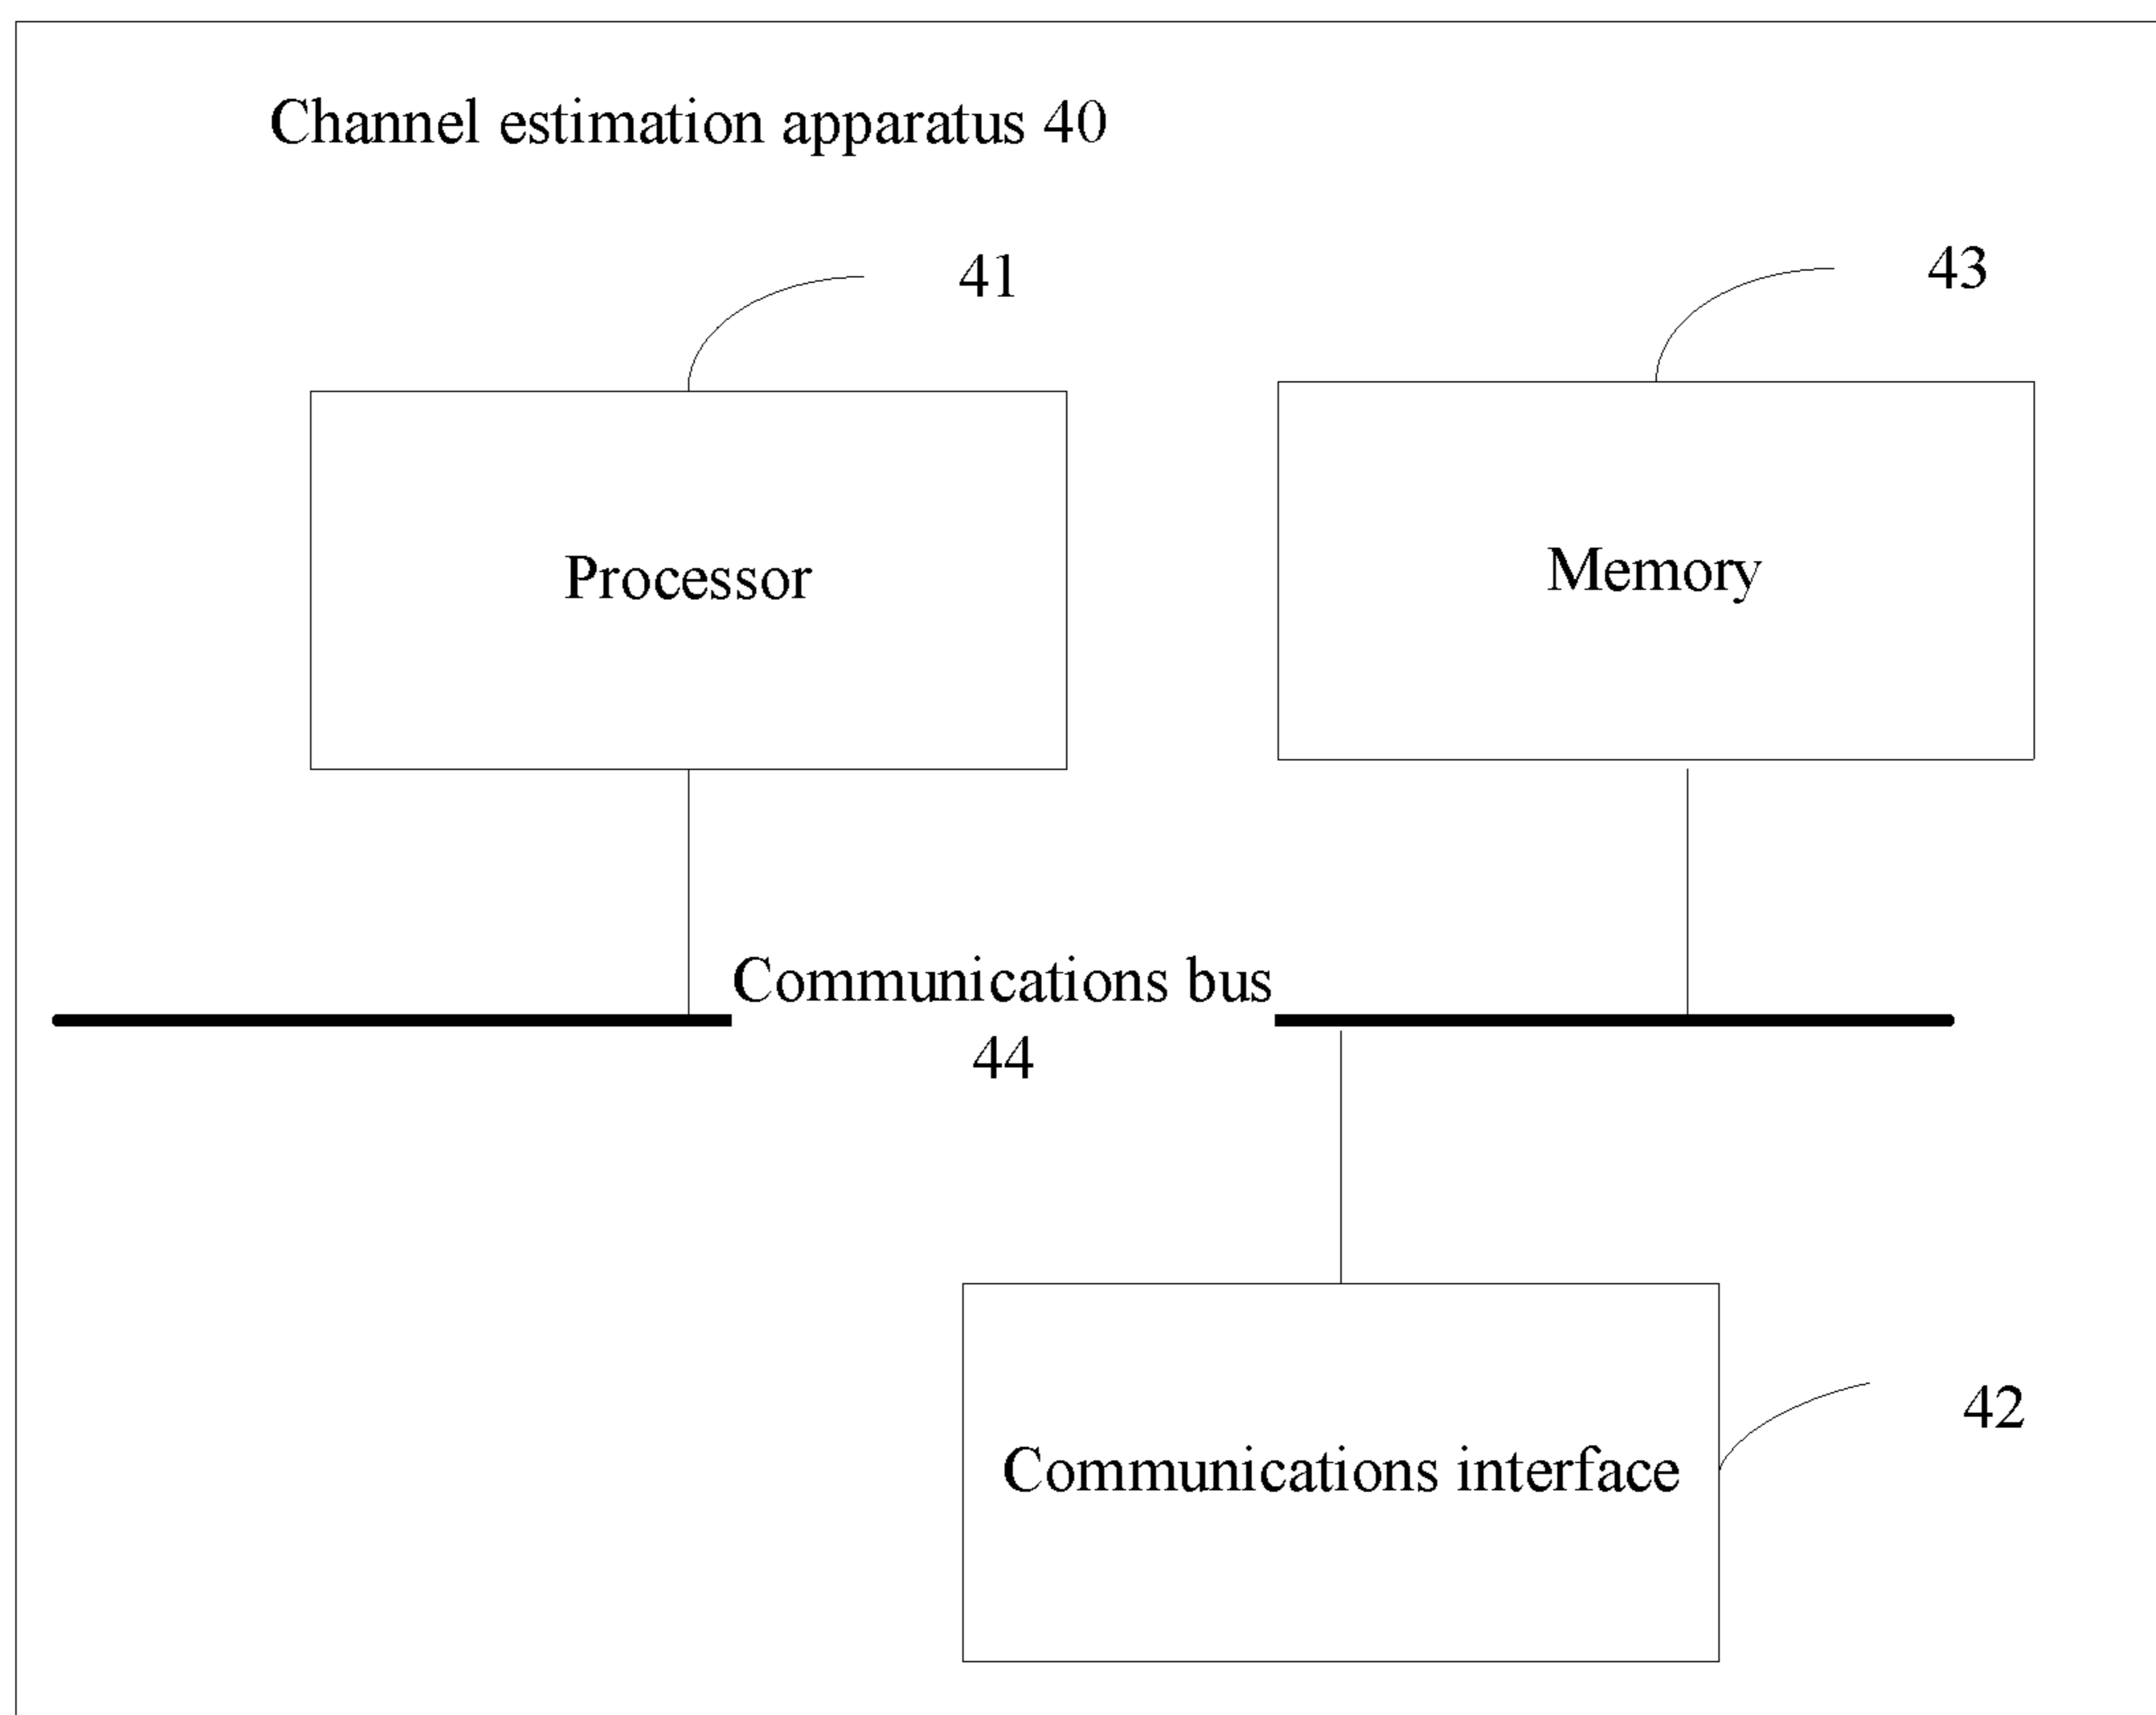 Channel estimation apparatus 40
41
43
Processor
Memory
Communications bus
44
42
Communications interface